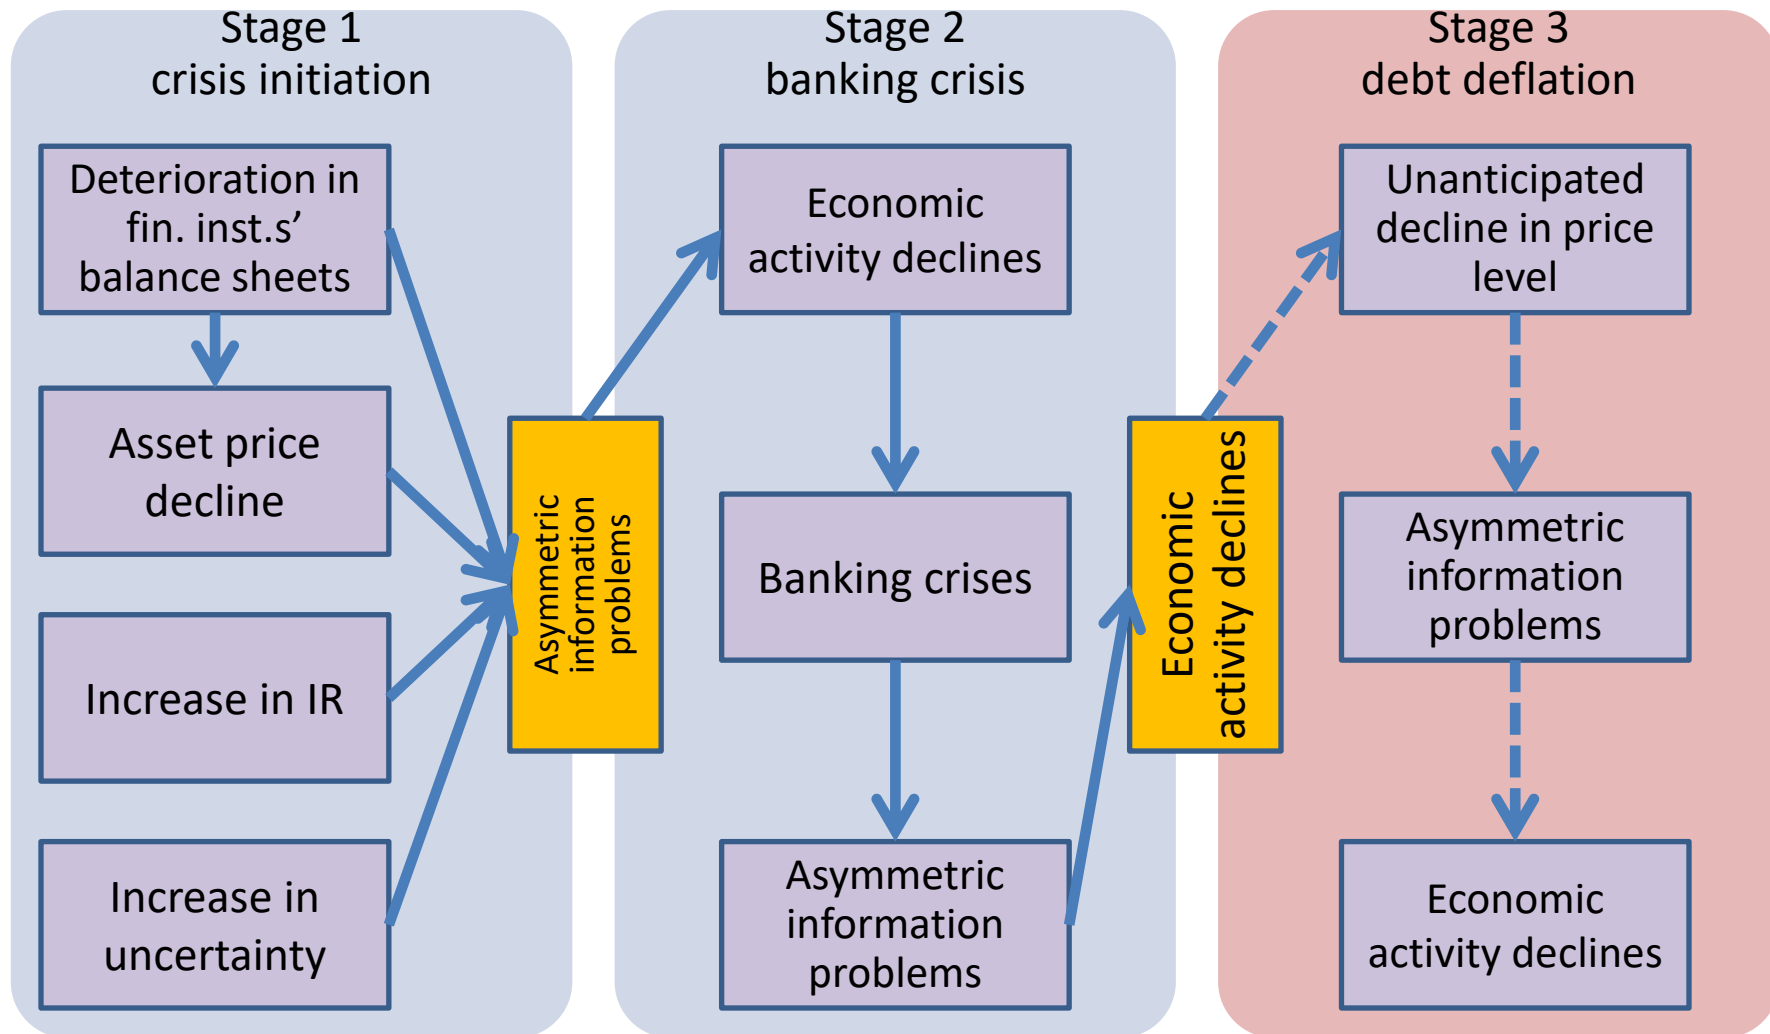 Stage 1
crisis initiation
Deterioration in
fin. inst.s’
balance sheets
Asset price
decline
Increase in IR
Increase in
uncertainty
Asymmetric
information
problems
Stage 2
banking crisis
Economic
activity declines
Banking crises
Asymmetric
information
problems
Economic
activity declines
Stage 3
debt deflation
Unanticipated
decline in price
level
Asymmetric
information
problems
Economic
activity declines